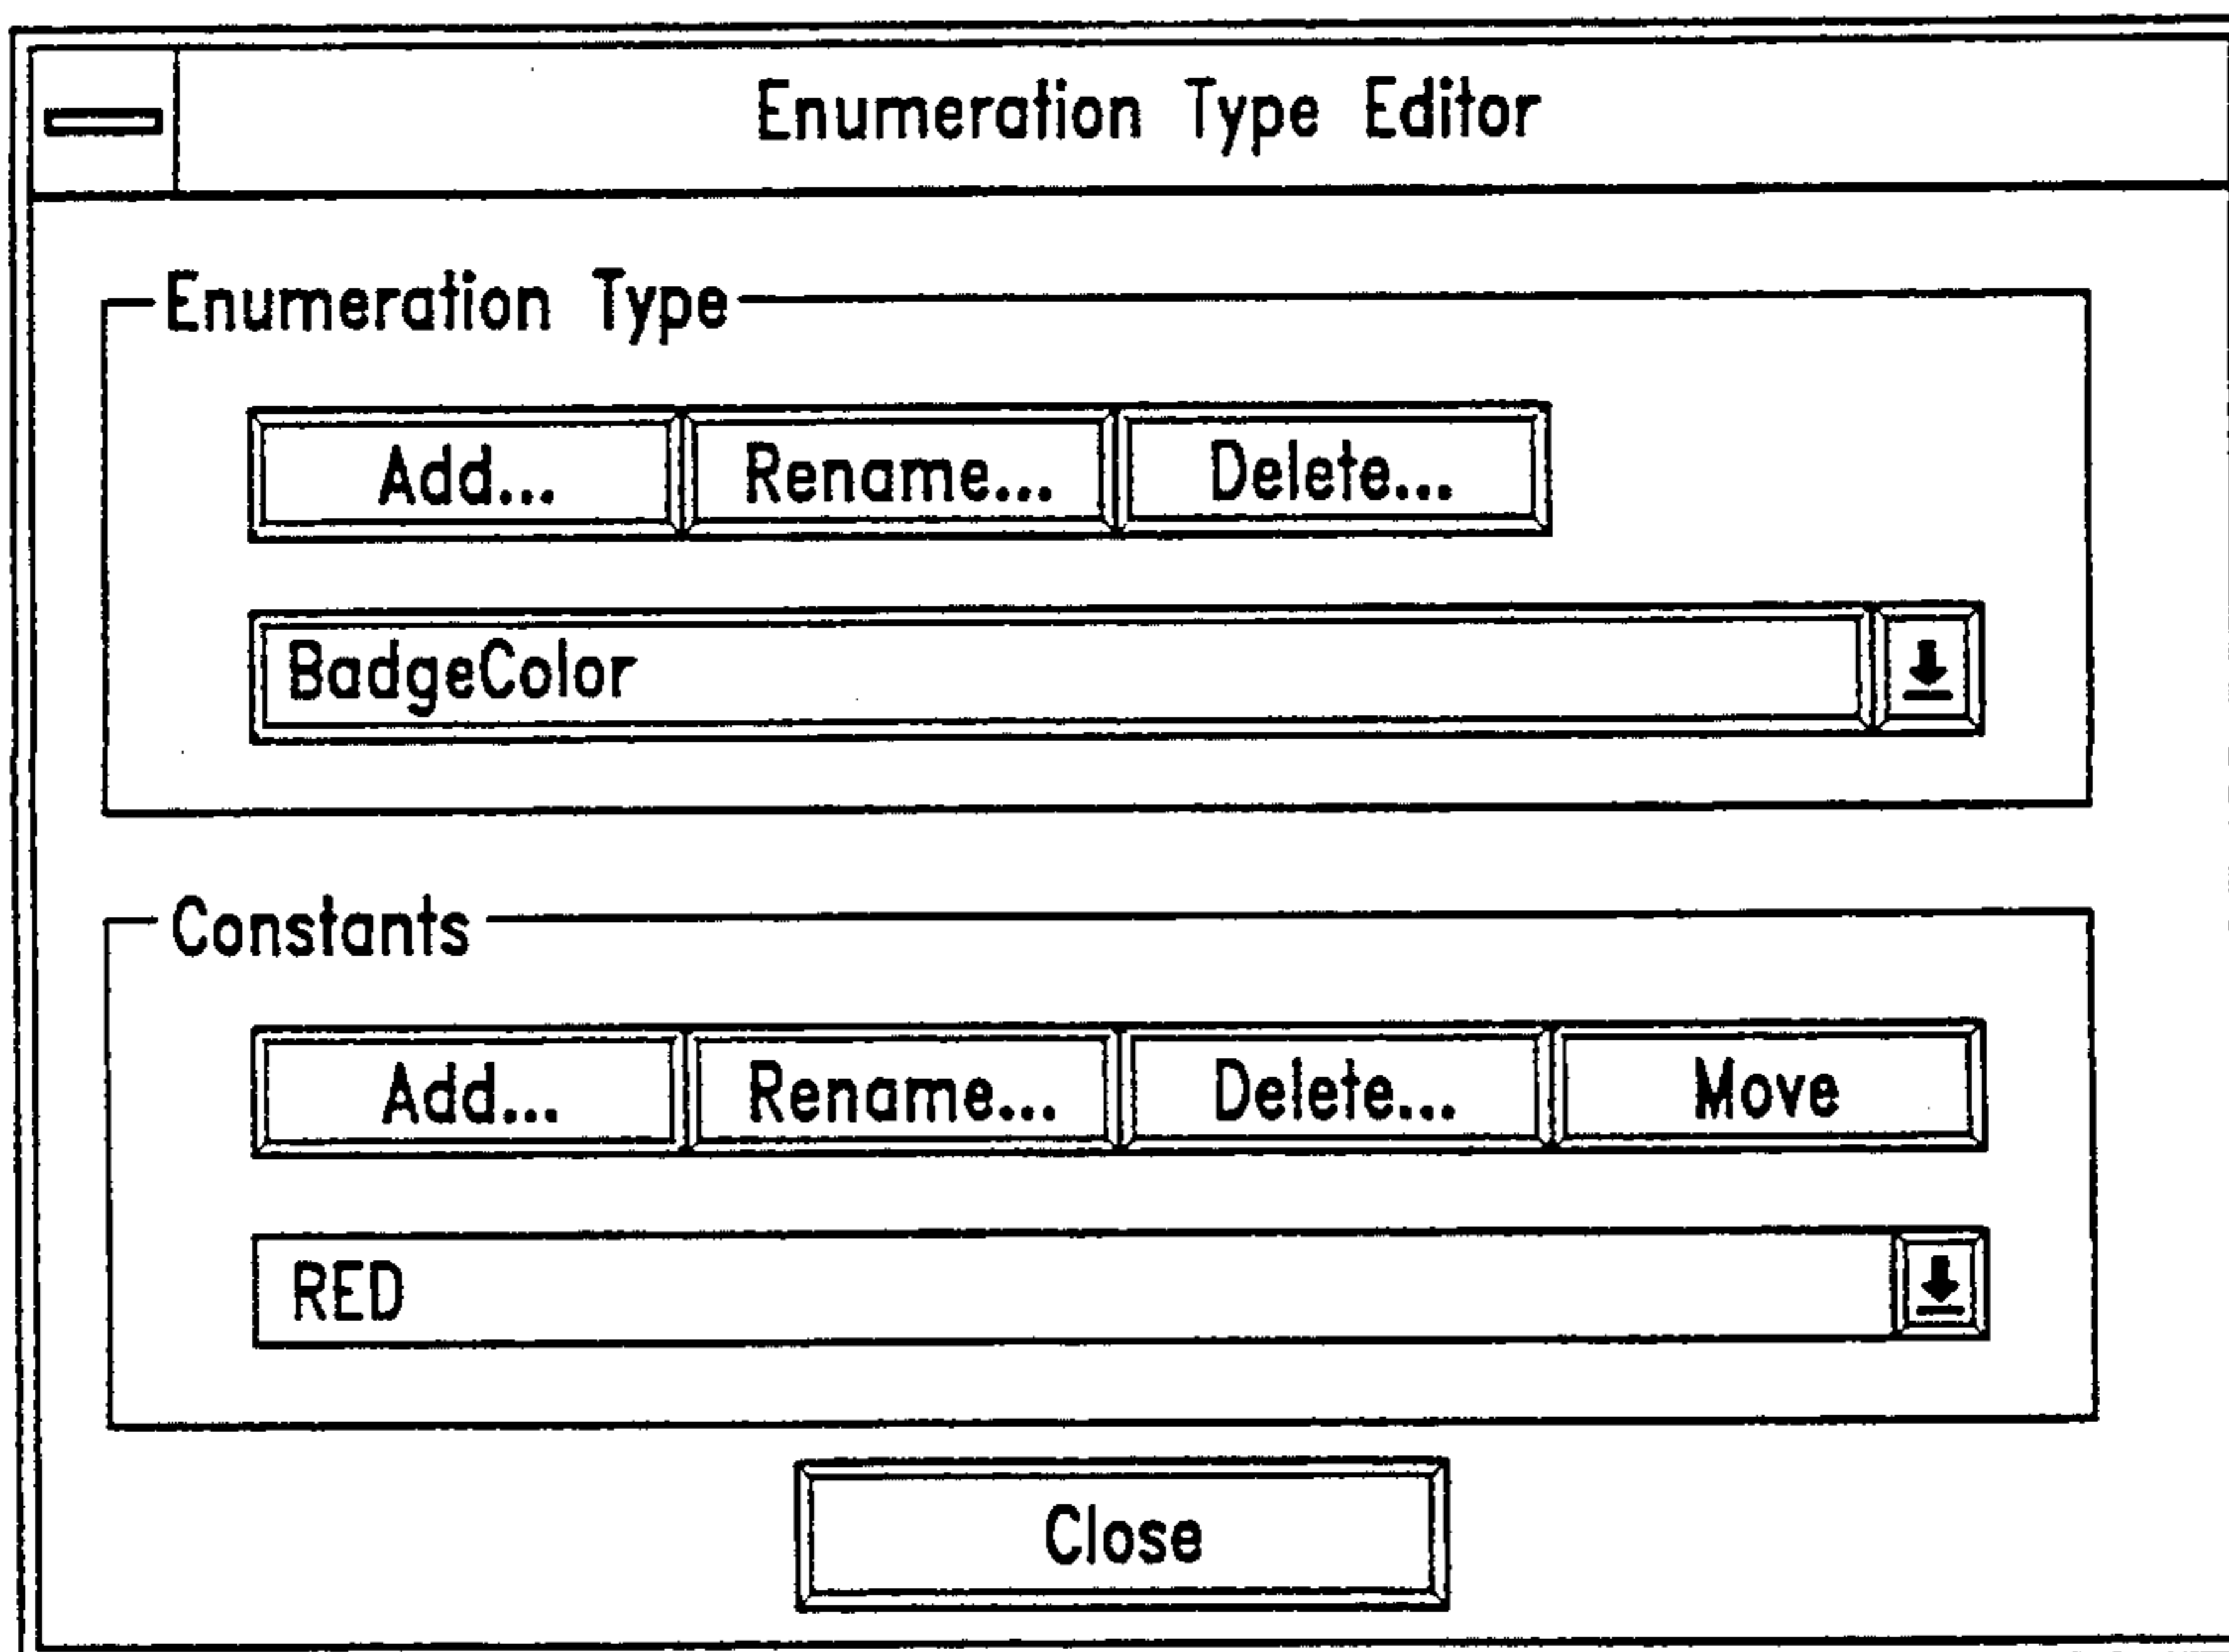 Enumeration Type Editor
Enumeration Type
Add... Rename... Delete...
BadgeColor
Constants
Add... Rename... Delete... Move
RED
Close